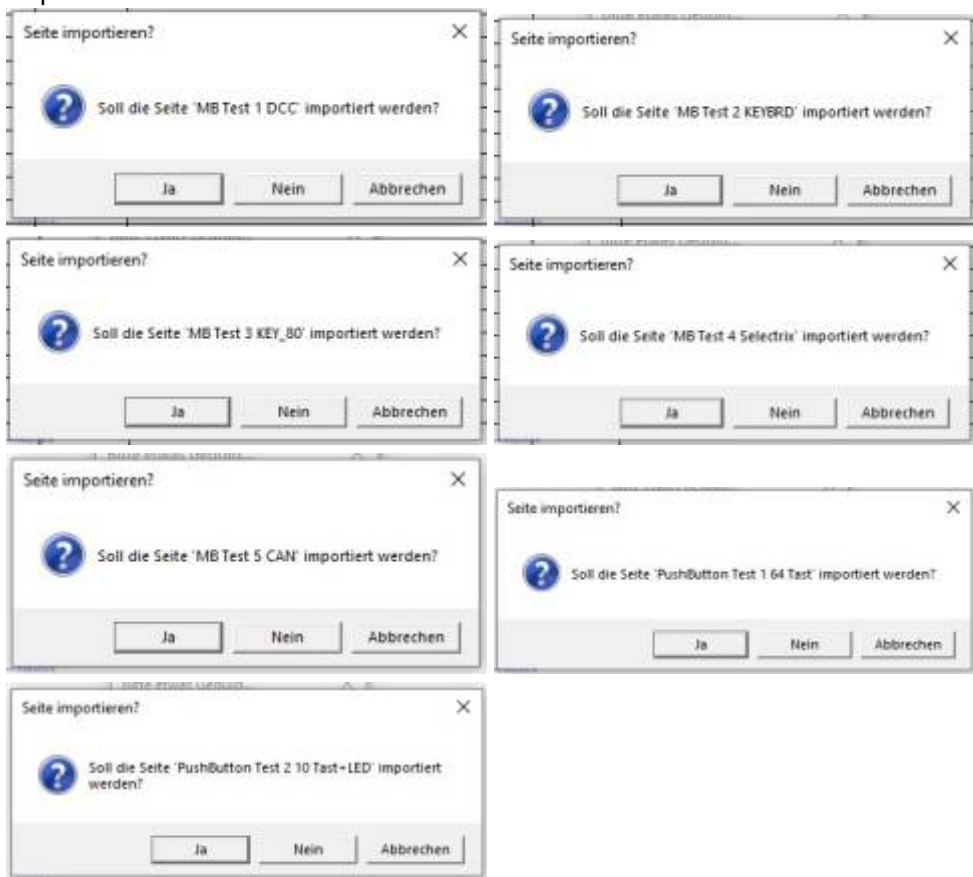 Seite importieren?
Soll die Seite 'MB Test 1 DCC' importiert werden?
Ja Nein Abbrechen
Seite importieren?
Soll die Seite 'MB Test 2 KEYBRD' importiert werden?
Ja Nein Abbrechen
Seite importieren?
Soll die Seite 'MB Test 3 KEY_80' importiert werden?
Ja Nein Abbrechen
Seite importieren?
Soll die Seite 'MB Test 4 Selectrix' importiert werden?
Ja Nein Abbrechen
Seite importieren?
Soll die Seite 'MB Test 5 CAN' importiert werden?
Ja Nein Abbrechen
Seite importieren?
Soll die Seite 'PushButton Test 1 64 Tast' importiert werden?
Ja Nein Abbrechen
Seite importieren?
Soll die Seite 'PushButton Test 2 10 Tast+LED' importiert
werden?
Ja Nein Abbrechen